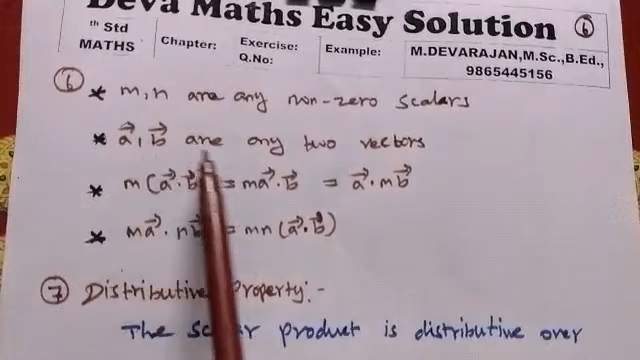 Deva Maths Easy Solution
6
th Std
MATHS
Chapter:
Exercise:
Q.No:
Example:
M.DEVARAJAN,M.Sc.,B.Ed.,
9865445156
⑥ * m, n are any non-zero scalars
* a⃗, b⃗ are any two vectors
* m(a⃗·b⃗) = ma⃗·b⃗ = a⃗·mb⃗
* ma⃗ · nb⃗ = mn(a⃗·b⃗)
⑦ Distributive Property:-
The scalar product is distributive over